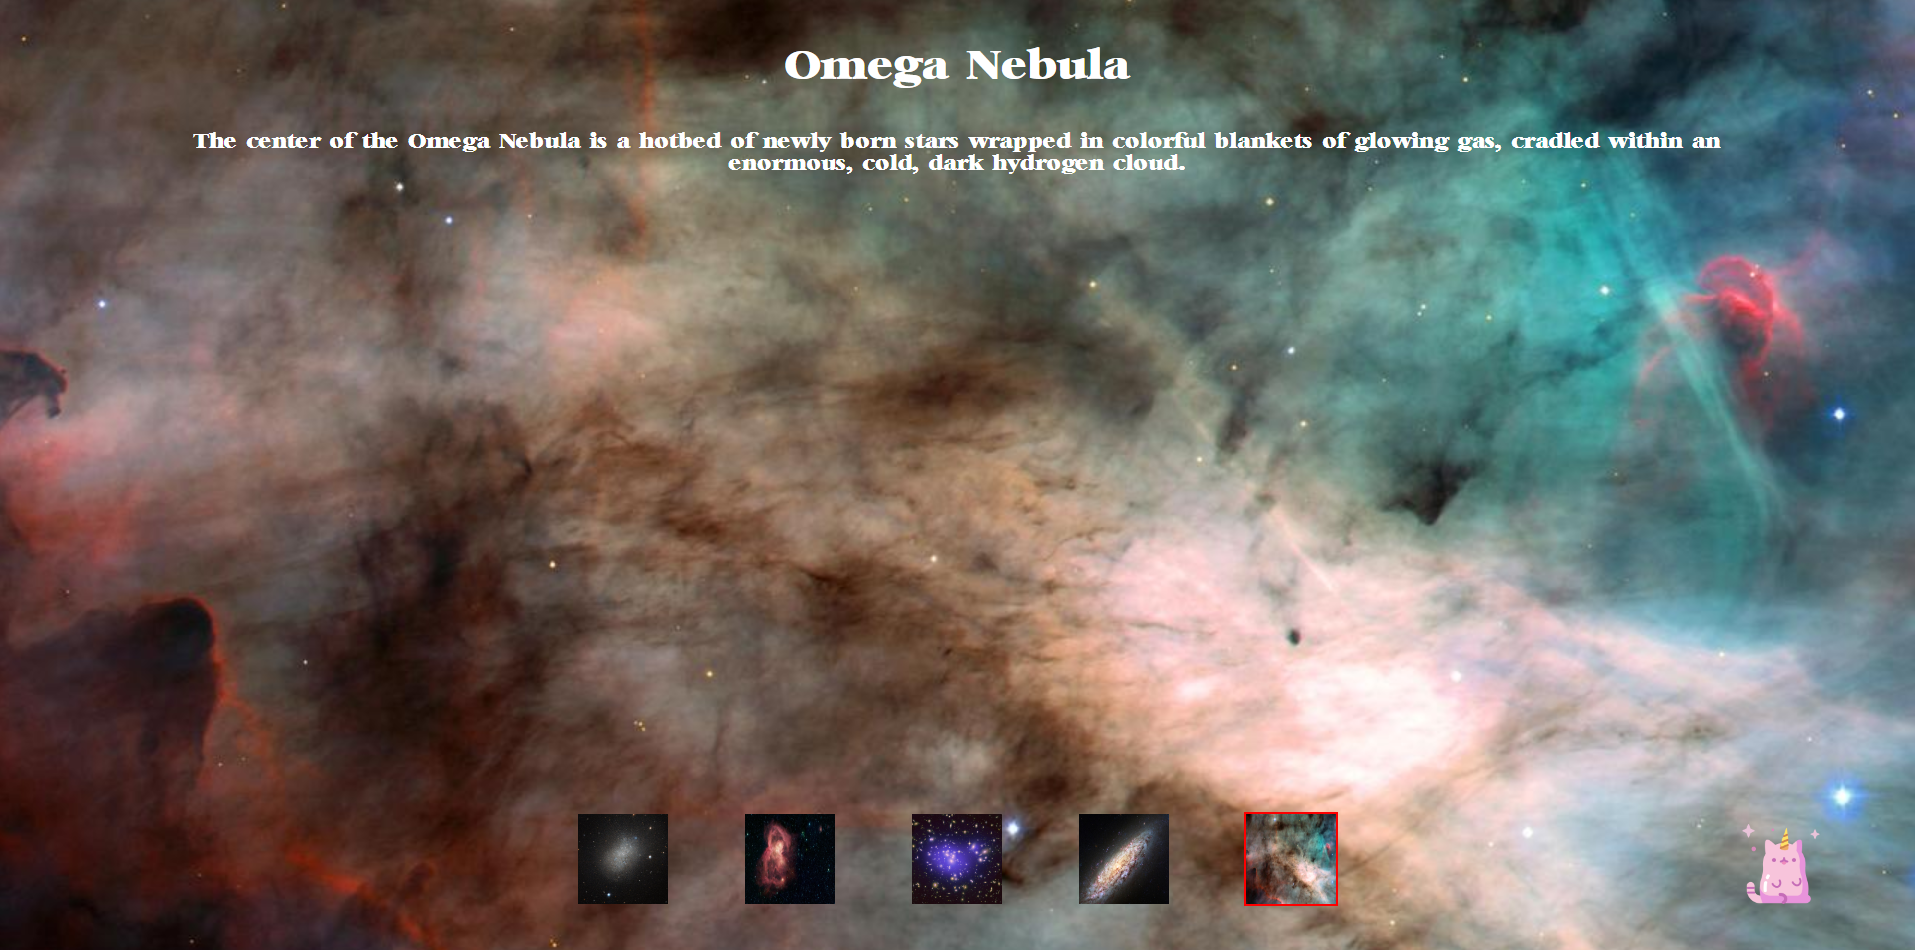 Omega Nebula
The center of the Omega Nebula is a hotbed of newly born stars wrapped in colorful blankets of glowing gas, cradled within an
enormous, cold, dark hydrogen cloud.